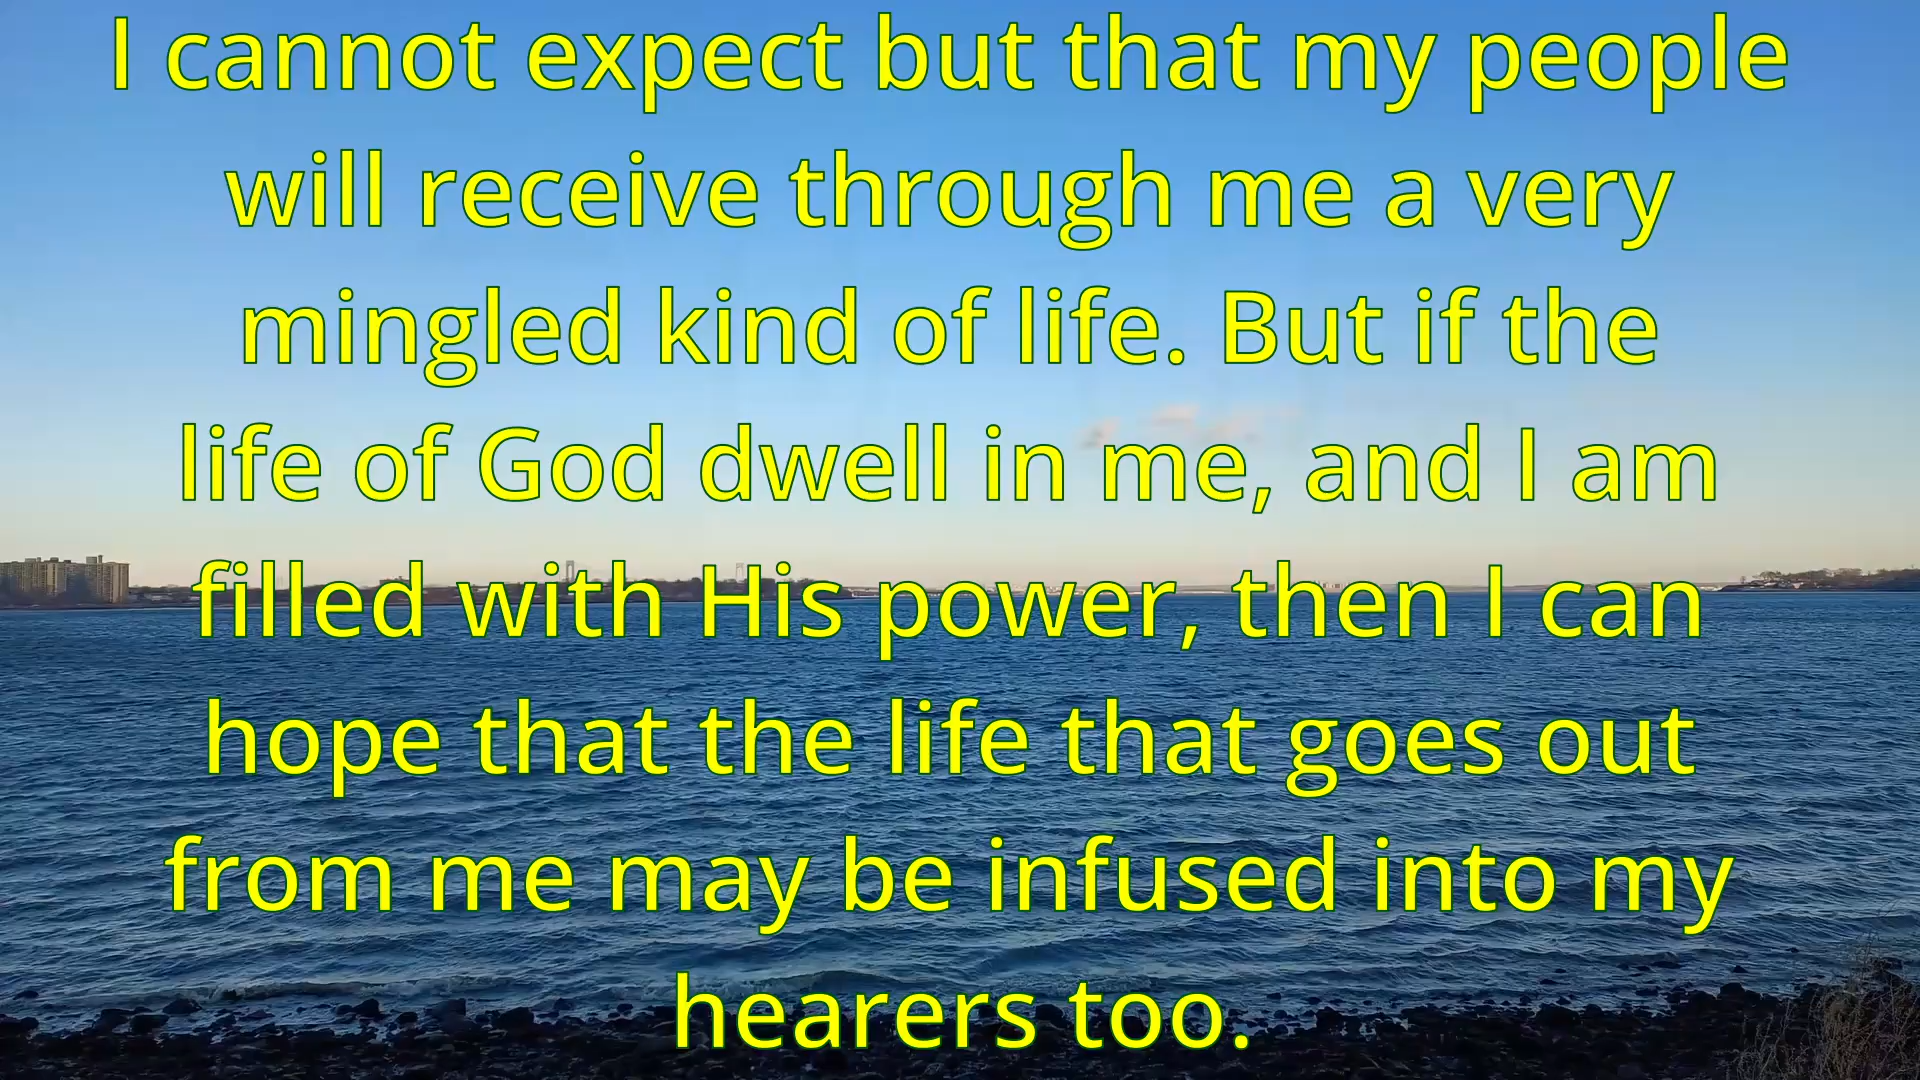 I cannot expect but that my people
will receive through me a very
mingled kind of life. But if the
life of God dwell in me, and I am
filled with His power, then I can
hope that the life that goes out
from me may be infused into my
hearers too.